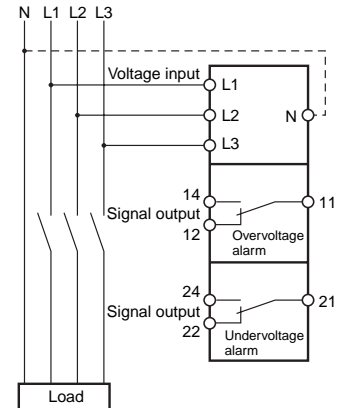 N L1 L2 L3
Voltage input
L1
L2
N
L3
14
11
Signal output
12
Overvoltage
alarm
24
21
Signal output
22
Undervoltage
alarm
Load